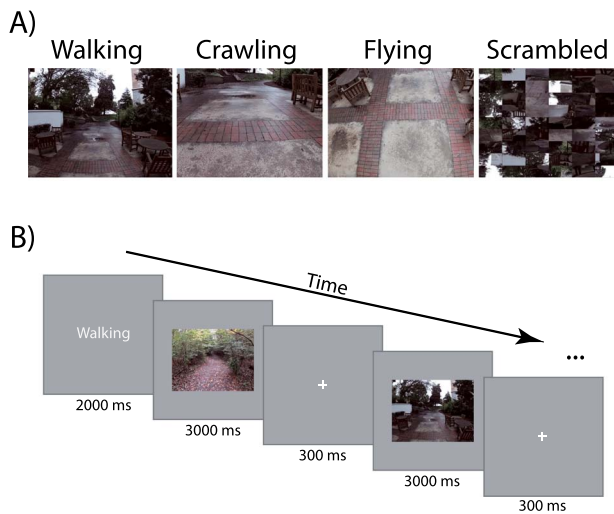 A)
Walking Crawling Flying Scrambled
B)
Time
Walking
...
2000 ms
3000 ms
300 ms
3000 ms
300 ms